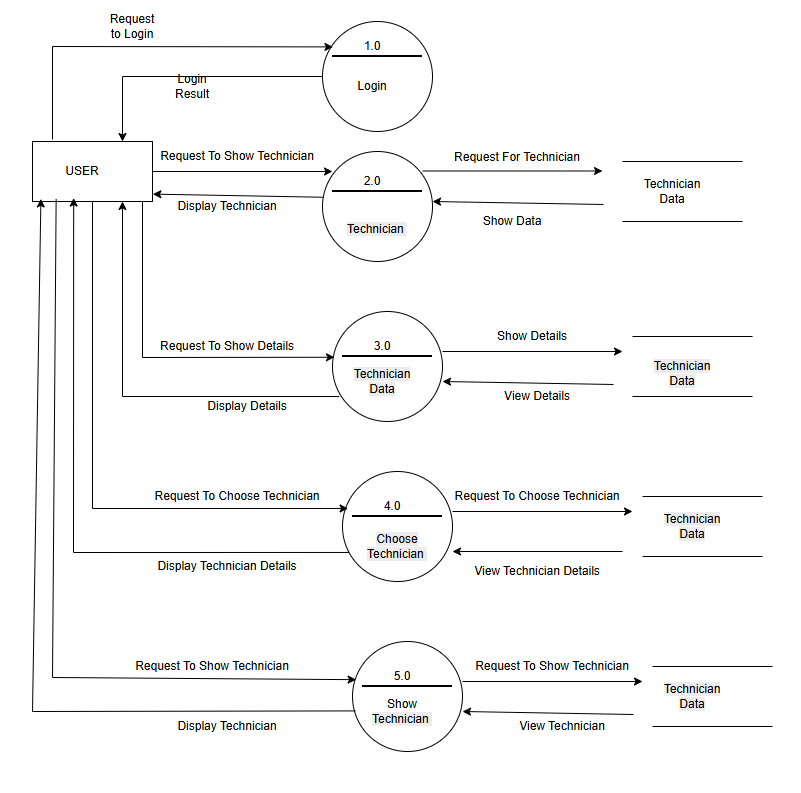 Request
to Login
1.0
Login
Login
Result
USER
Request To Show Technician
2.0
Technician
Display Technician
Request For Technician
Show Data
Technician
Data
Request To Show Details
3.0
Technician
Data
Display Details
Show Details
View Details
Technician
Data
Request To Choose Technician
4.0
Choose
Technician
Display Technician Details
Request To Choose Technician
View Technician Details
Technician
Data
Request To Show Technician
5.0
Show
Technician
Display Technician
Request To Show Technician
View Technician
Technician
Data